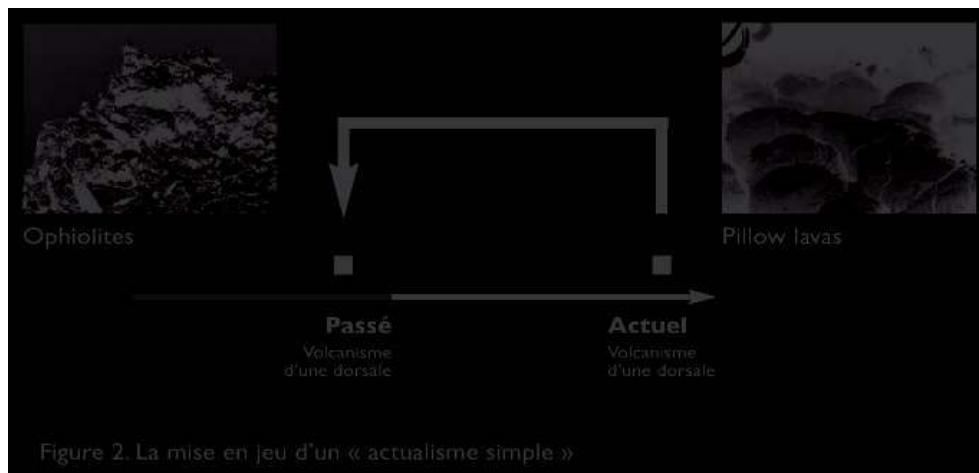 Ophiolites
Pillow lavas
Passé
Actuel
Volcanisme
d'une dorsale
Volcanisme
d'une dorsale
Figure 2. La mise en jeu d'un « actualisme simple »